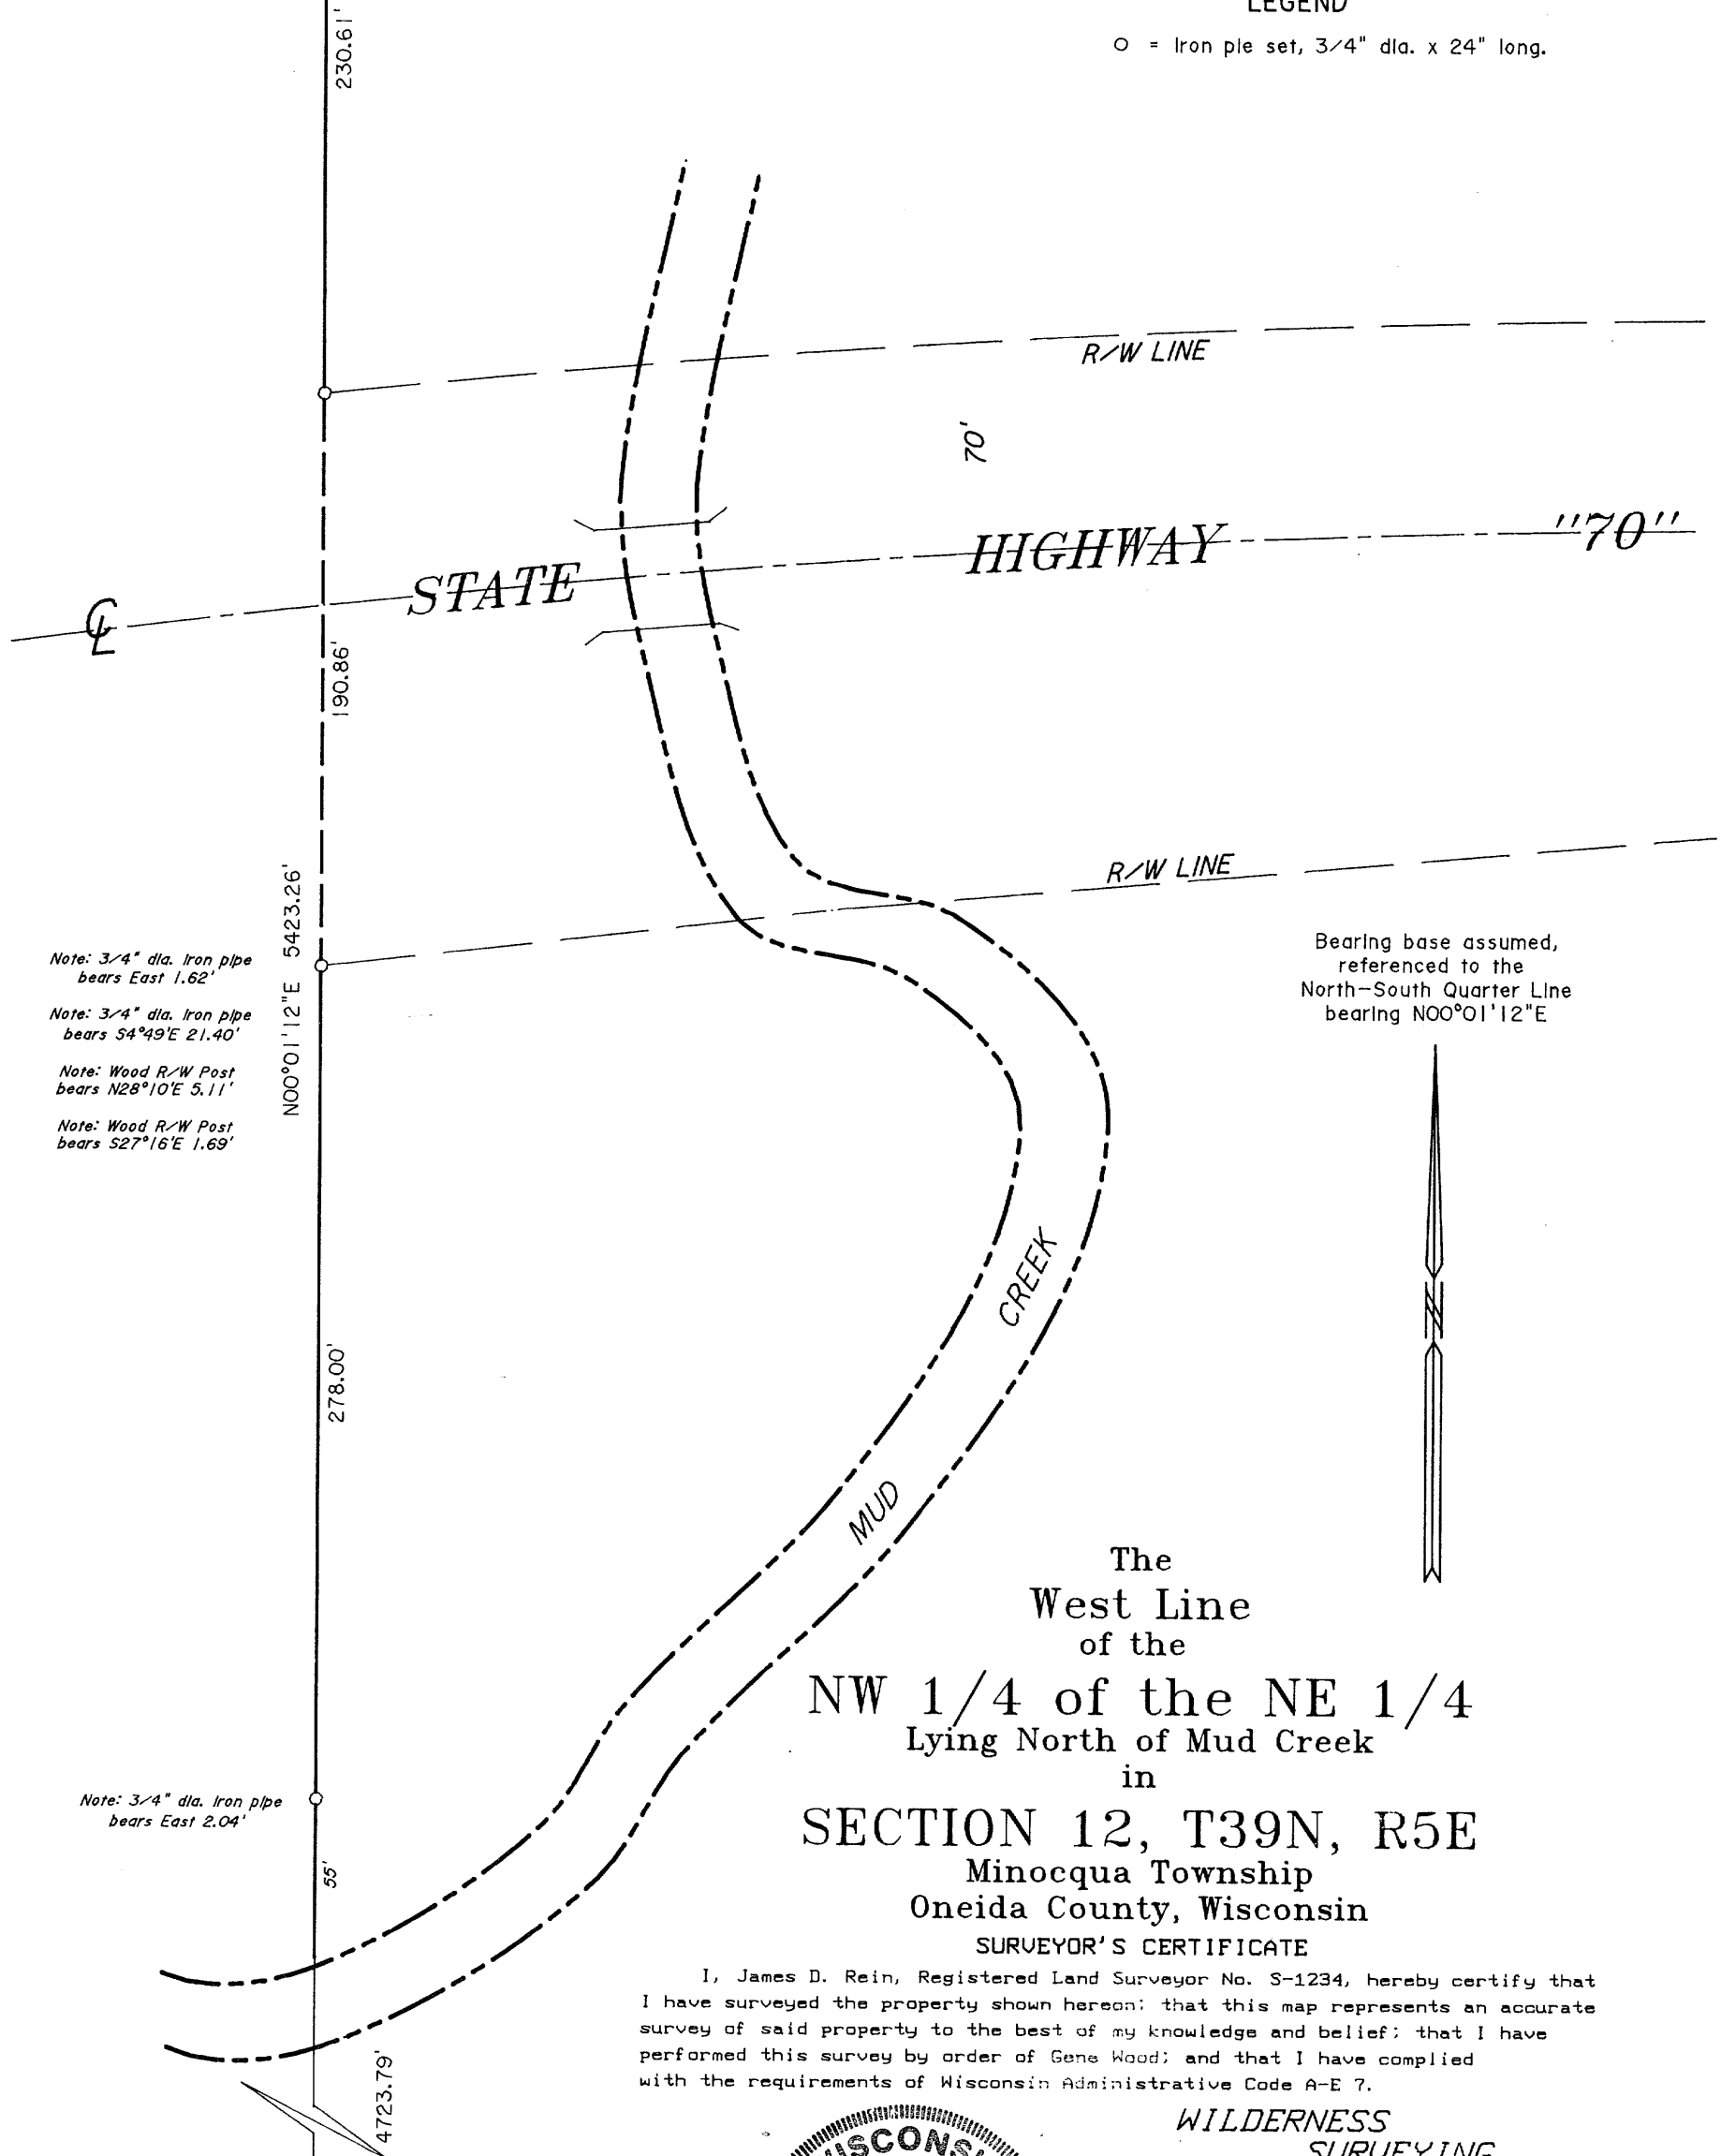 LEGEND
O = Iron pie set, 3/4" dia. x 24" long.
230.61'
R/W LINE
70'
STATE HIGHWAY "70"
CL
190.86'
R/W LINE
N00°01'12"E 5423.26'
Note: 3/4" dia. Iron pipe
bears East 1.62'
Note: 3/4" dia. Iron pipe
bears S4°49'E 21.40'
Note: Wood R/W Post
bears N28°10'E 5.11'
Note: Wood R/W Post
bears S27°16'E 1.69'
Bearing base assumed,
referenced to the
North-South Quarter Line
bearing N00°01'12"E
N
278.00'
MUD CREEK
Note: 3/4" dia. Iron pipe
bears East 2.04'
55'
4723.79'
The
West Line
of the
NW 1/4 of the NE 1/4
Lying North of Mud Creek
in
SECTION 12, T39N, R5E
Minocqua Township
Oneida County, Wisconsin
SURVEYOR'S CERTIFICATE
I, James D. Rein, Registered Land Surveyor No. S-1234, hereby certify that
I have surveyed the property shown hereon; that this map represents an accurate
survey of said property to the best of my knowledge and belief; that I have
performed this survey by order of Gene Wood; and that I have complied
with the requirements of Wisconsin Administrative Code A-E 7.
WISCONSIN
WILDERNESS
SURVEYING